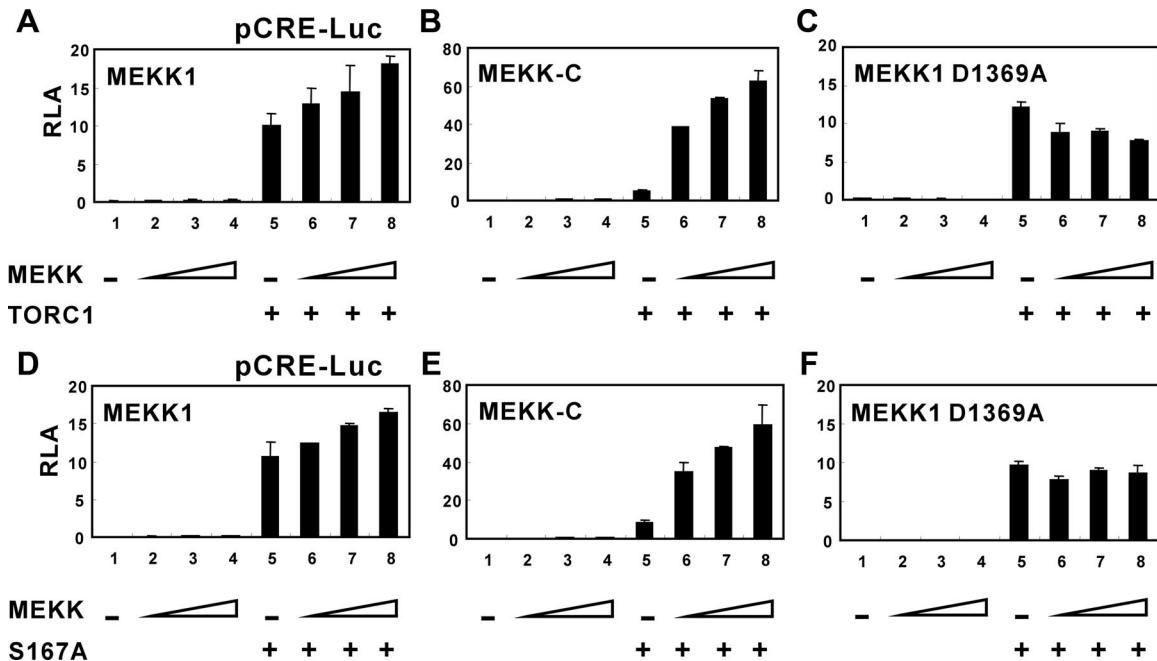 A
pCRE-Luc
B
C
RLA
20
15
10
5
0
MEKK1
1 2 3 4 5 6 7 8
80
60
40
20
0
MEKK-C
1 2 3 4 5 6 7 8
20
15
10
5
0
MEKK1 D1369A
1 2 3 4 5 6 7 8
MEKK – – – – – –
TORC1 + + + + + + + + + + + +
D
pCRE-Luc
E
F
RLA
20
15
10
5
0
MEKK1
1 2 3 4 5 6 7 8
80
60
40
20
0
MEKK-C
1 2 3 4 5 6 7 8
20
15
10
5
0
MEKK1 D1369A
1 2 3 4 5 6 7 8
MEKK – – – – – –
S167A + + + + + + + + + + + +